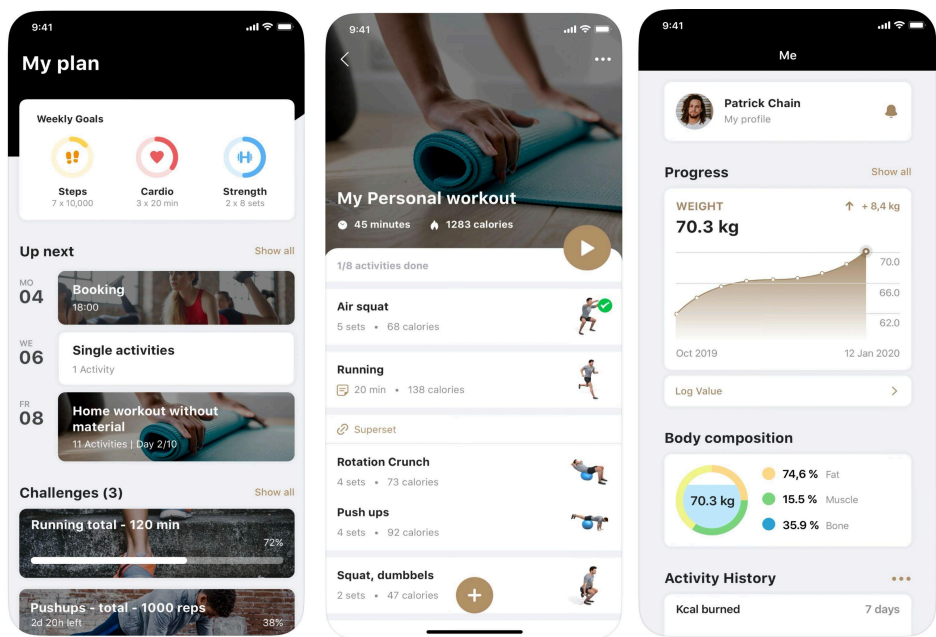 9:41
My plan
Weekly Goals
Steps
7 x 10,000
Cardio
3 x 20 min
Strength
2 x 8 sets
Up next
Show all
MO
04
Booking
18:00
WE
06
Single activities
1 Activity
FR
08
Home workout without
material
11 Activities | Day 2/10
Challenges (3)
Show all
Running total - 120 min
72%
Pushups - total - 1000 reps
2d 20h left
38%
9:41
My Personal workout
45 minutes
1283 calories
1/8 activities done
Air squat
5 sets • 68 calories
Running
20 min • 138 calories
Superset
Rotation Crunch
4 sets • 73 calories
Push ups
4 sets • 92 calories
Squat, dumbbels
2 sets • 47 calories
9:41
Me
Patrick Chain
My profile
Progress
Show all
WEIGHT
+ 8,4 kg
70.3 kg
70.0
66.0
62.0
Oct 2019
12 Jan 2020
Log Value
Body composition
70.3 kg
74,6 % Fat
15.5 % Muscle
35.9 % Bone
Activity History
Kcal burned
7 days